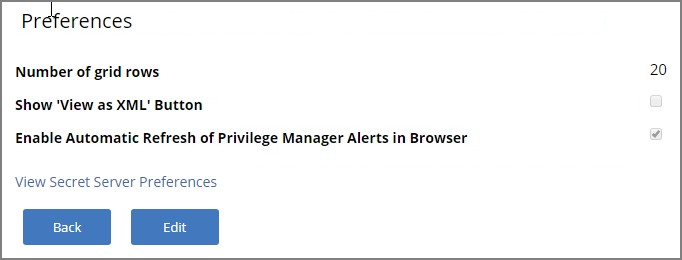 Preferences
Number of grid rows 20
Show 'View as XML' Button
Enable Automatic Refresh of Privilege Manager Alerts in Browser
View Secret Server Preferences
Back Edit